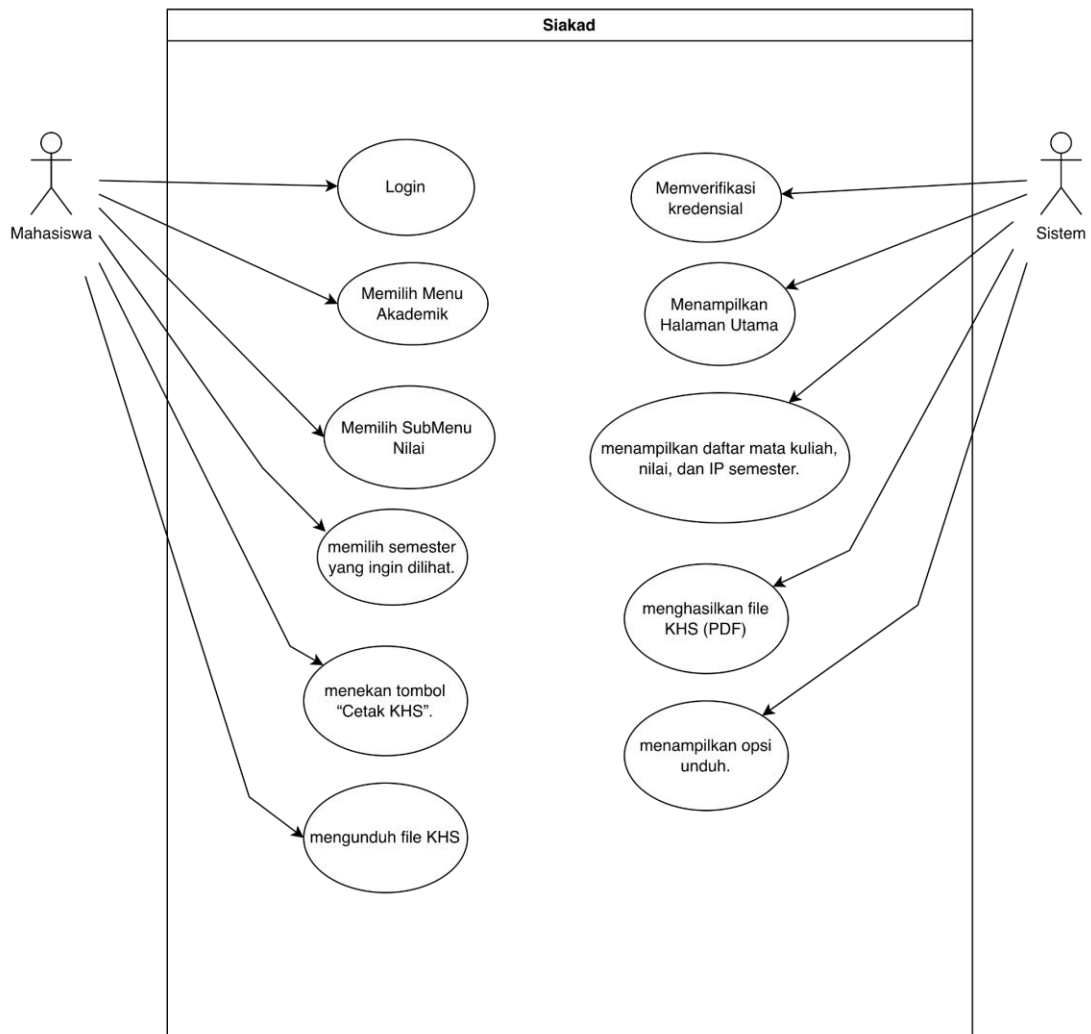 Siakad
Mahasiswa
Login
Memilih Menu
Akademik
Memilih SubMenu
Nilai
memilih semester
yang ingin dilihat.
menekan tombol
“Cetak KHS”.
mengunduh file KHS
Memverifikasi
kredensial
Menampilkan
Halaman Utama
menampilkan daftar mata kuliah,
nilai, dan IP semester.
menghasilkan file
KHS (PDF)
menampilkan opsi
unduh.
Sistem